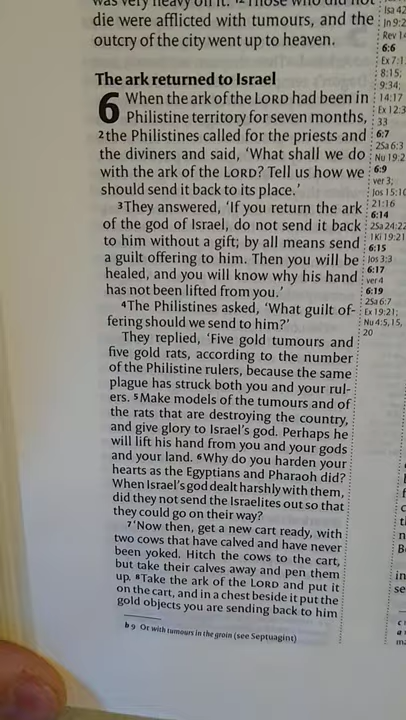 was very heavy on it. 12 Those who did not
die were afflicted with tumours, and the
outcry of the city went up to heaven.
The ark returned to Israel
6 When the ark of the LORD had been in
Philistine territory for seven months,
2 the Philistines called for the priests and
the diviners and said, ‘What shall we do
with the ark of the LORD? Tell us how we
should send it back to its place.’
3 They answered, ‘If you return the ark
of the god of Israel, do not send it back
to him without a gift; by all means send
a guilt offering to him. Then you will be
healed, and you will know why his hand
has not been lifted from you.’
4 The Philistines asked, ‘What guilt of-
fering should we send to him?’
They replied, ‘Five gold tumours and
five gold rats, according to the number
of the Philistine rulers, because the same
plague has struck both you and your rul-
ers. 5 Make models of the tumours and of
the rats that are destroying the country,
and give glory to Israel’s god. Perhaps he
will lift his hand from you and your gods
and your land. 6 Why do you harden your
hearts as the Egyptians and Pharaoh did?
When Israel’s god dealt harshly with them,
did they not send the Israelites out so that
they could go on their way?
7 ‘Now then, get a new cart ready, with
two cows that have calved and have never
been yoked. Hitch the cows to the cart,
but take their calves away and pen them
up. 8 Take the ark of the LORD and put it
on the cart, and in a chest beside it put the
gold objects you are sending back to him
b 9 Or with tumours in the groin (see Septuagint)
Isa 42
Jn 9:2
Rev 14
6:6
Ex 7:1
8:15;
9:34;
14:17
Ex 12:3
33
6:7
2Sa 6:3
Nu 19:2
6:9
ver 3;
Jos 15:10
21:16
6:14
2Sa 24:22
1Ki 19:21
6:15
Jos 3:3
6:17
ver 4
6:19
2Sa 6:7
Ex 19:21;
Nu 4:5,15,
20